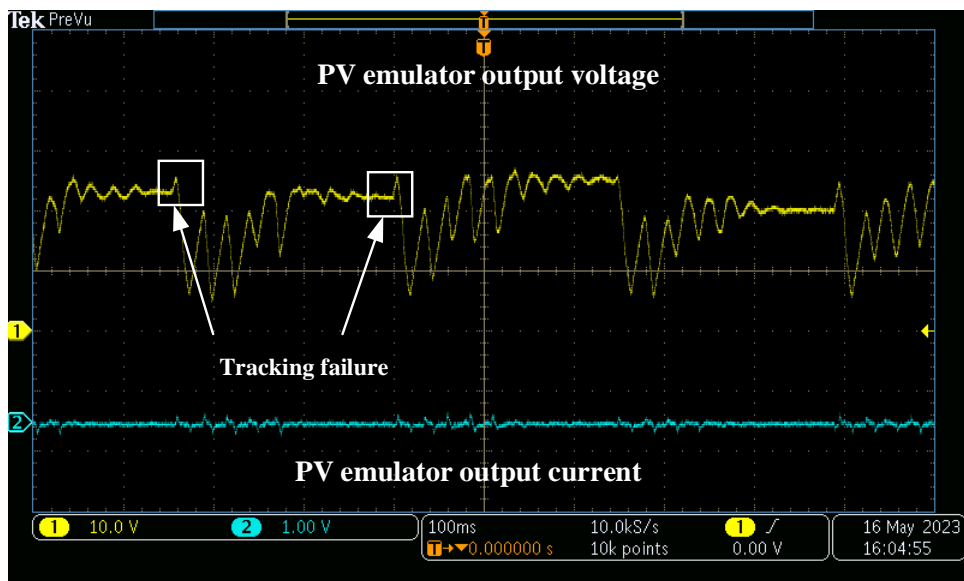 Tek PreVu
T
T
PV emulator output voltage
1
Tracking failure
2
PV emulator output current
1 10.0 V 2 1.00 V 100ms 10.0kS/s 1 16 May 2023
T→▼0.000000 s 10k points 0.00 V 16:04:55